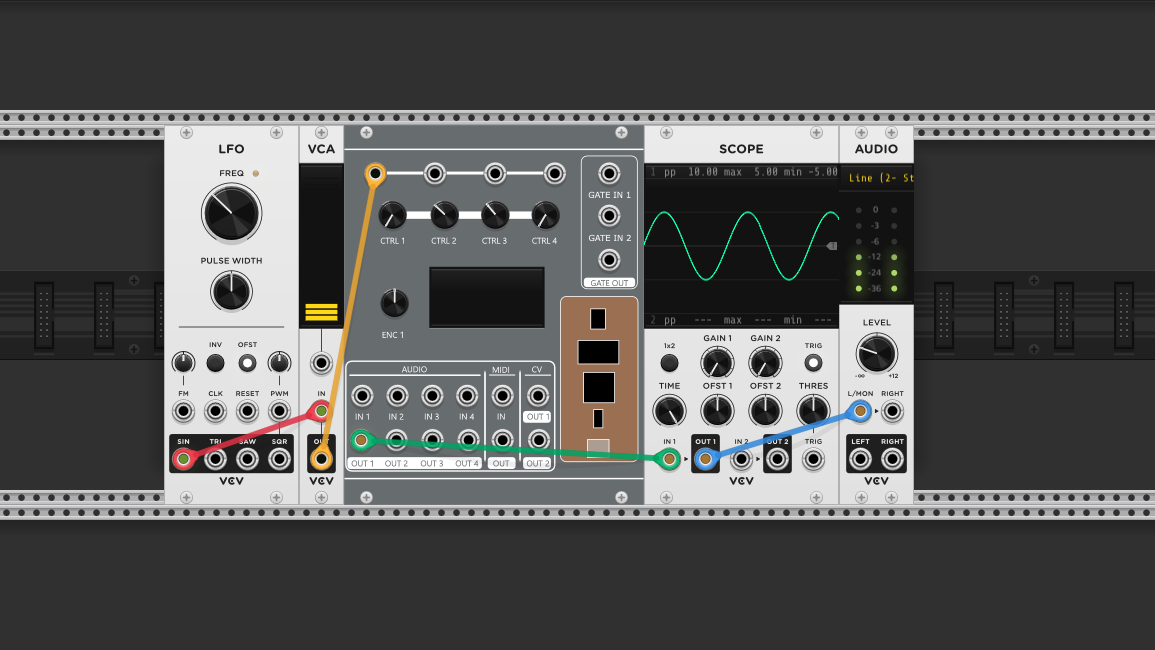 LFO
FREQ
PULSE WIDTH
INV
OFST
FM
CLK
RESET
PWM
SIN
TRI
SAW
SQR
VCV
VCA
IN
OUT
VCV
CTRL 1
CTRL 2
CTRL 3
CTRL 4
GATE IN 1
GATE IN 2
GATE OUT
ENC 1
AUDIO
MIDI
CV
IN 1
IN 2
IN 3
IN 4
IN
OUT 1
OUT 1
OUT 2
OUT 3
OUT 4
OUT
OUT 2
SCOPE
1 pp 10.00 max 5.00 min -5.00
2 pp --- max --- min ---
1x2
GAIN 1
GAIN 2
TRIG
TIME
OFST 1
OFST 2
THRES
IN 1
OUT 1
IN 2
OUT 2
TRIG
VCV
AUDIO
Line (2- St
0
-3
-6
-12
-24
-36
LEVEL
-∞
+12
L/MON
RIGHT
LEFT
RIGHT
VCV